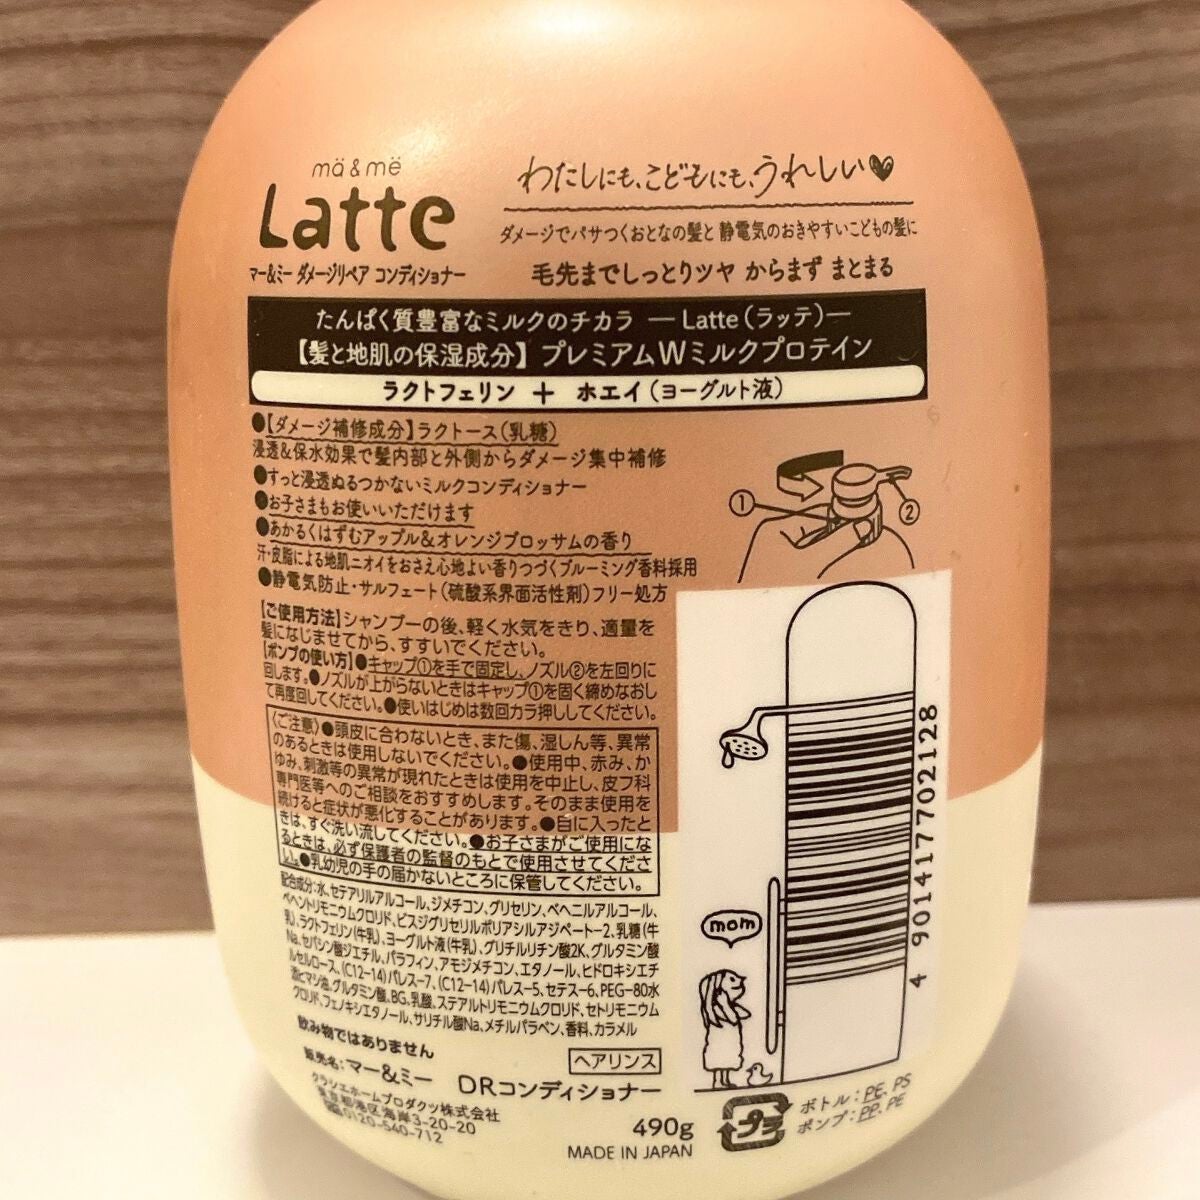 mä & më
Latte
マー&ミー ダメージリペア コンディショナー
わたしにも、こどもにも、うれしい♥
ダメージでパサつくおとなの髪と 静電気のおきやすいこどもの髪に
毛先までしっとりツヤ からまず まとまる
たんぱく質豊富なミルクのチカラ ―Latte(ラッテ)―
【髪と地肌の保湿成分】プレミアムWミルクプロテイン
ラクトフェリン + ホエイ(ヨーグルト液)
●【ダメージ補修成分】ラクトース(乳糖)
浸透&保水効果で髪内部と外側からダメージ集中補修
●すっと浸透ぬるつかないミルクコンディショナー
●お子さまもお使いいただけます
●あかるくはずむアップル&オレンジブロッサムの香り
汗・皮脂による地肌ニオイをおさえ心地よい香りつづくブルーミング香料採用
●静電気防止・サルフェート(硫酸系界面活性剤)フリー処方
①
②
【ご使用方法】シャンプーの後、軽く水気をきり、適量を
髪になじませてから、すすいでください。
【ポンプの使い方】●キャップ①を手で固定し、ノズル②を左回りに
回します。●ノズルが上がらないときはキャップ①を固く締めなおし
て再度回してください。●使いはじめは数回カラ押ししてください。
〈ご注意〉●頭皮に合わないとき、また傷、湿しん等、異常
のあるときは使用しないでください。●使用中、赤み、か
ゆみ、刺激等の異常が現れたときは使用を中止し、皮フ科
専門医等へのご相談をおすすめします。そのまま使用を
続けると症状が悪化することがあります。●目に入ったと
きは、すぐ洗い流してください。●お子さまがご使用にな
るときは、必ず保護者の監督のもとで使用させてくださ
い。●乳幼児の手の届かないところに保管してください。
配合成分:水、セテアリルアルコール、ジメチコン、グリセリン、ベヘニルアルコール、
ベヘントリモニウムクロリド、ビスジグリセリルポリアシルアジペート-2、乳糖(牛
乳)、ラクトフェリン(牛乳)、ヨーグルト液(牛乳)、グリチルリチン酸2K、グルタミン酸
Na、セバシン酸ジエチル、パラフィン、アモジメチコン、エタノール、ヒドロキシエチ
ルセルロース、(C12-14)パレス-7、(C12-14)パレス-5、セテス-6、PEG-80水
添ヒマシ油、グルタミン酸、BG、乳酸、ステアルトリモニウムクロリド、セトリモニウム
クロリド、フェノキシエタノール、サリチル酸Na、メチルパラベン、香料、カラメル
飲み物ではありません
ヘアリンス
販売名:マー&ミー DRコンディショナー
クラシエホームプロダクツ株式会社
東京都港区海岸3-20-20
0120-540-712
490g
MADE IN JAPAN
mom
4 901417 702128
プラ
ボトル:PE、PS
ポンプ:PP、PE